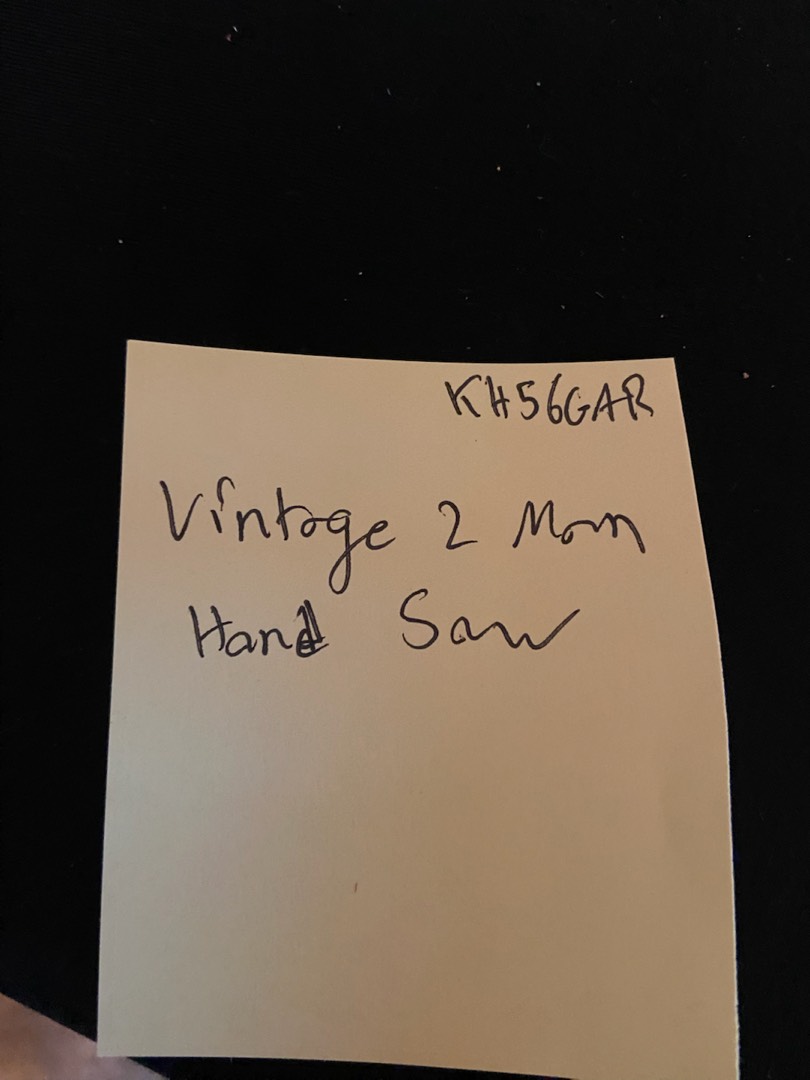 KH56GAR
Vintage 2 Man
Hand Saw